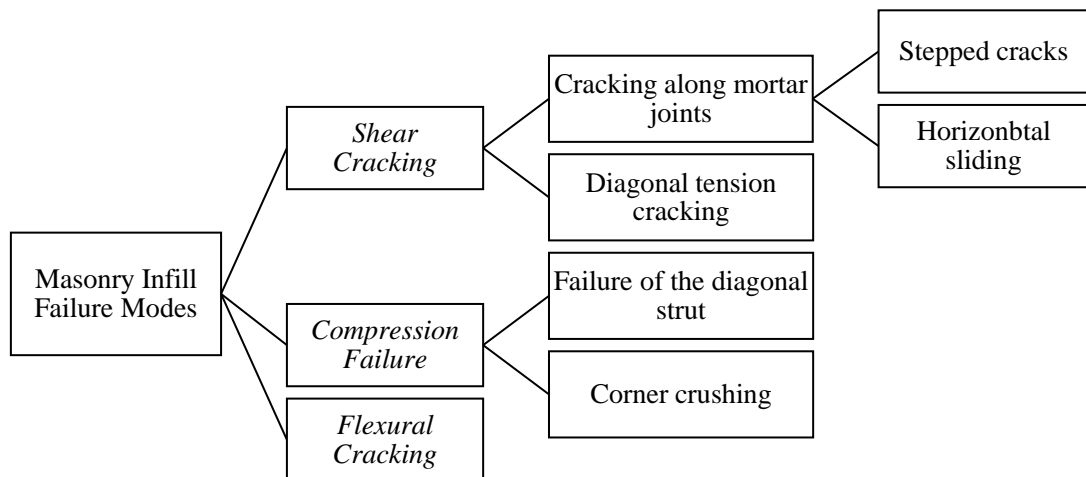 Masonry Infill
Failure Modes
Shear
Cracking
Cracking along mortar
joints
Stepped cracks
Horizonbtal
sliding
Diagonal tension
cracking
Compression
Failure
Failure of the diagonal
strut
Corner crushing
Flexural
Cracking